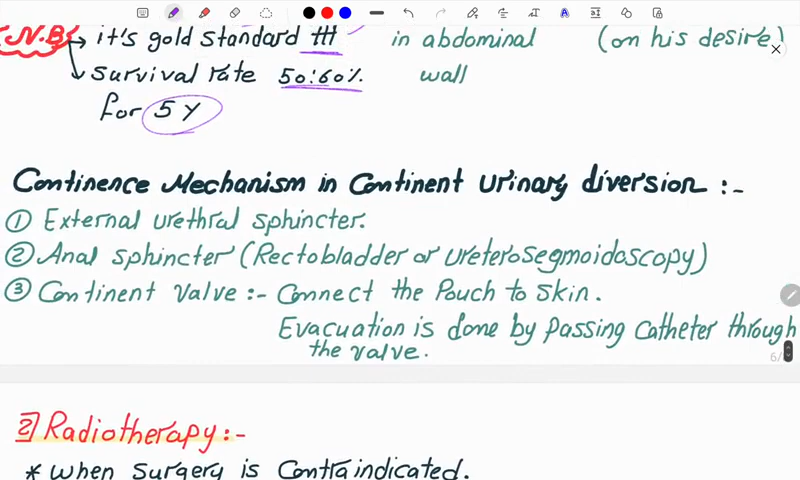 N.B → it's gold standard ttt in abdominal (on his desire)
survival rate 50:60% wall
for 5 Y
Continence Mechanism in Continent Urinary diversion :-
① External urethral sphincter.
② Anal sphincter (Rectobladder or Ureterosegmoidoscopy)
③ Continent Valve :- Connect the Pouch to Skin.
Evacuation is done by Passing Catheter through
the valve.
6/
2] Radiotherapy :-
* When Surgery is Contraindicated.